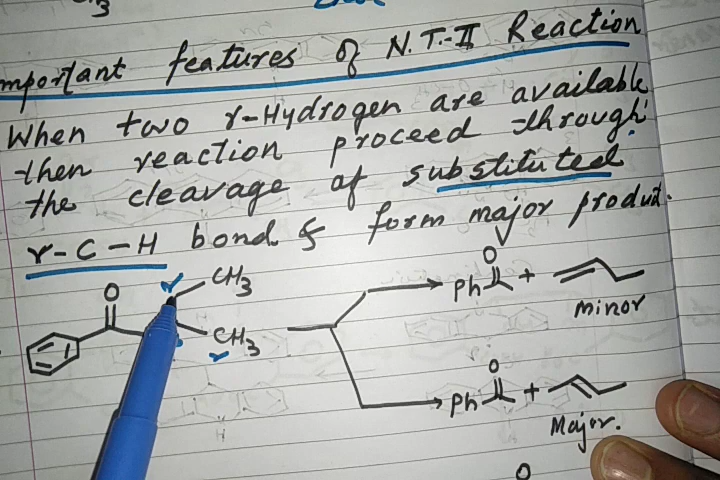 mportant features of N.T.-II Reaction
When two γ-Hydrogen are available
then reaction proceed through
the cleavage of substituted
γ-C-H bond & form major product.
O
CH3
CH3
O
Ph +
Minor
O
Ph +
Major.
O